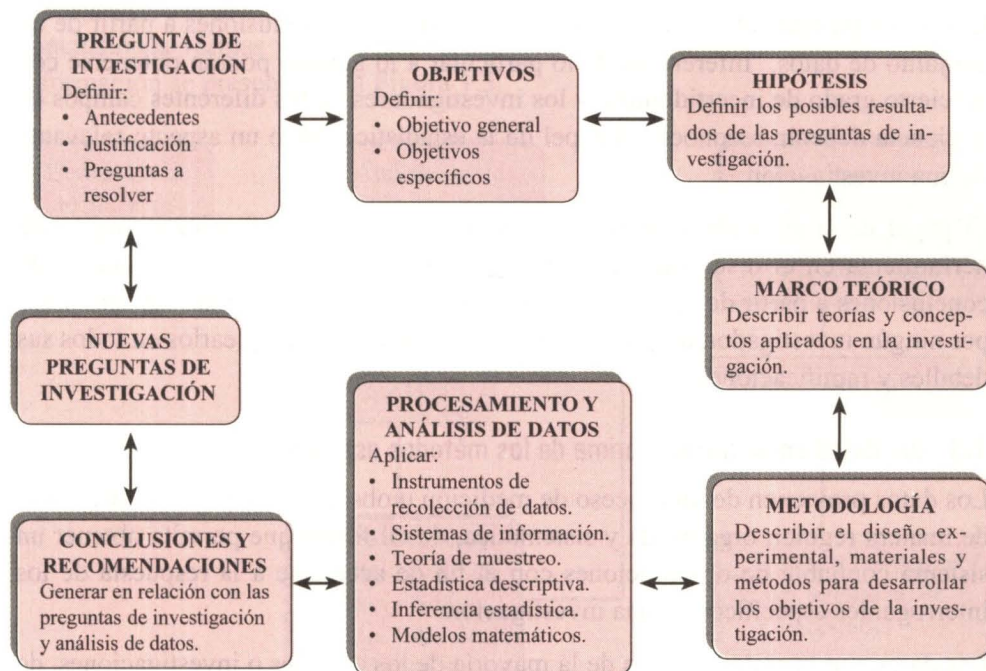 PREGUNTAS DE
INVESTIGACIÓN
Definir:
• Antecedentes
• Justificación
• Preguntas a
resolver
OBJETIVOS
Definir:
• Objetivo general
• Objetivos
específicos
HIPÓTESIS
Definir los posibles resulta-
dos de las preguntas de in-
vestigación.
MARCO TEÓRICO
Describir teorías y concep-
tos aplicados en la investi-
gación.
METODOLOGÍA
Describir el diseño ex-
perimental, materiales y
métodos para desarrollar
los objetivos de la inves-
tigación.
PROCESAMIENTO Y
ANÁLISIS DE DATOS
Aplicar:
• Instrumentos de
recolección de datos.
• Sistemas de información.
• Teoría de muestreo.
• Estadística descriptiva.
• Inferencia estadística.
• Modelos matemáticos.
CONCLUSIONES Y
RECOMENDACIONES
Generar en relación con las
preguntas de investigación
y análisis de datos.
NUEVAS
PREGUNTAS DE
INVESTIGACIÓN